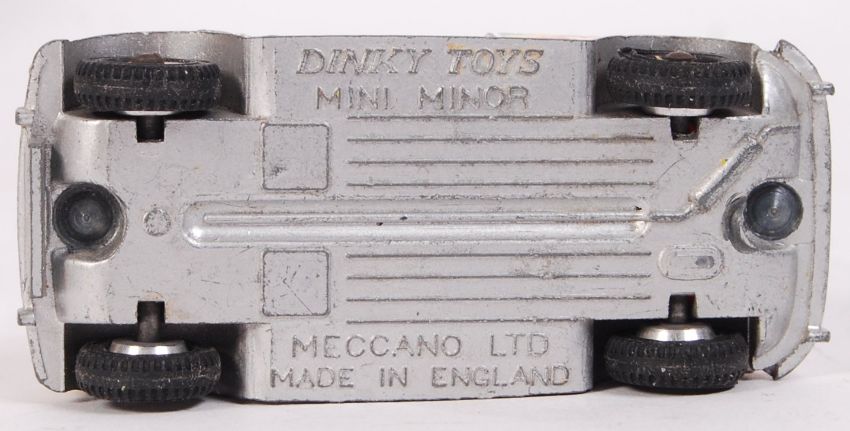 DINKY TOYS
MINI MINOR
MECCANO LTD
MADE IN ENGLAND